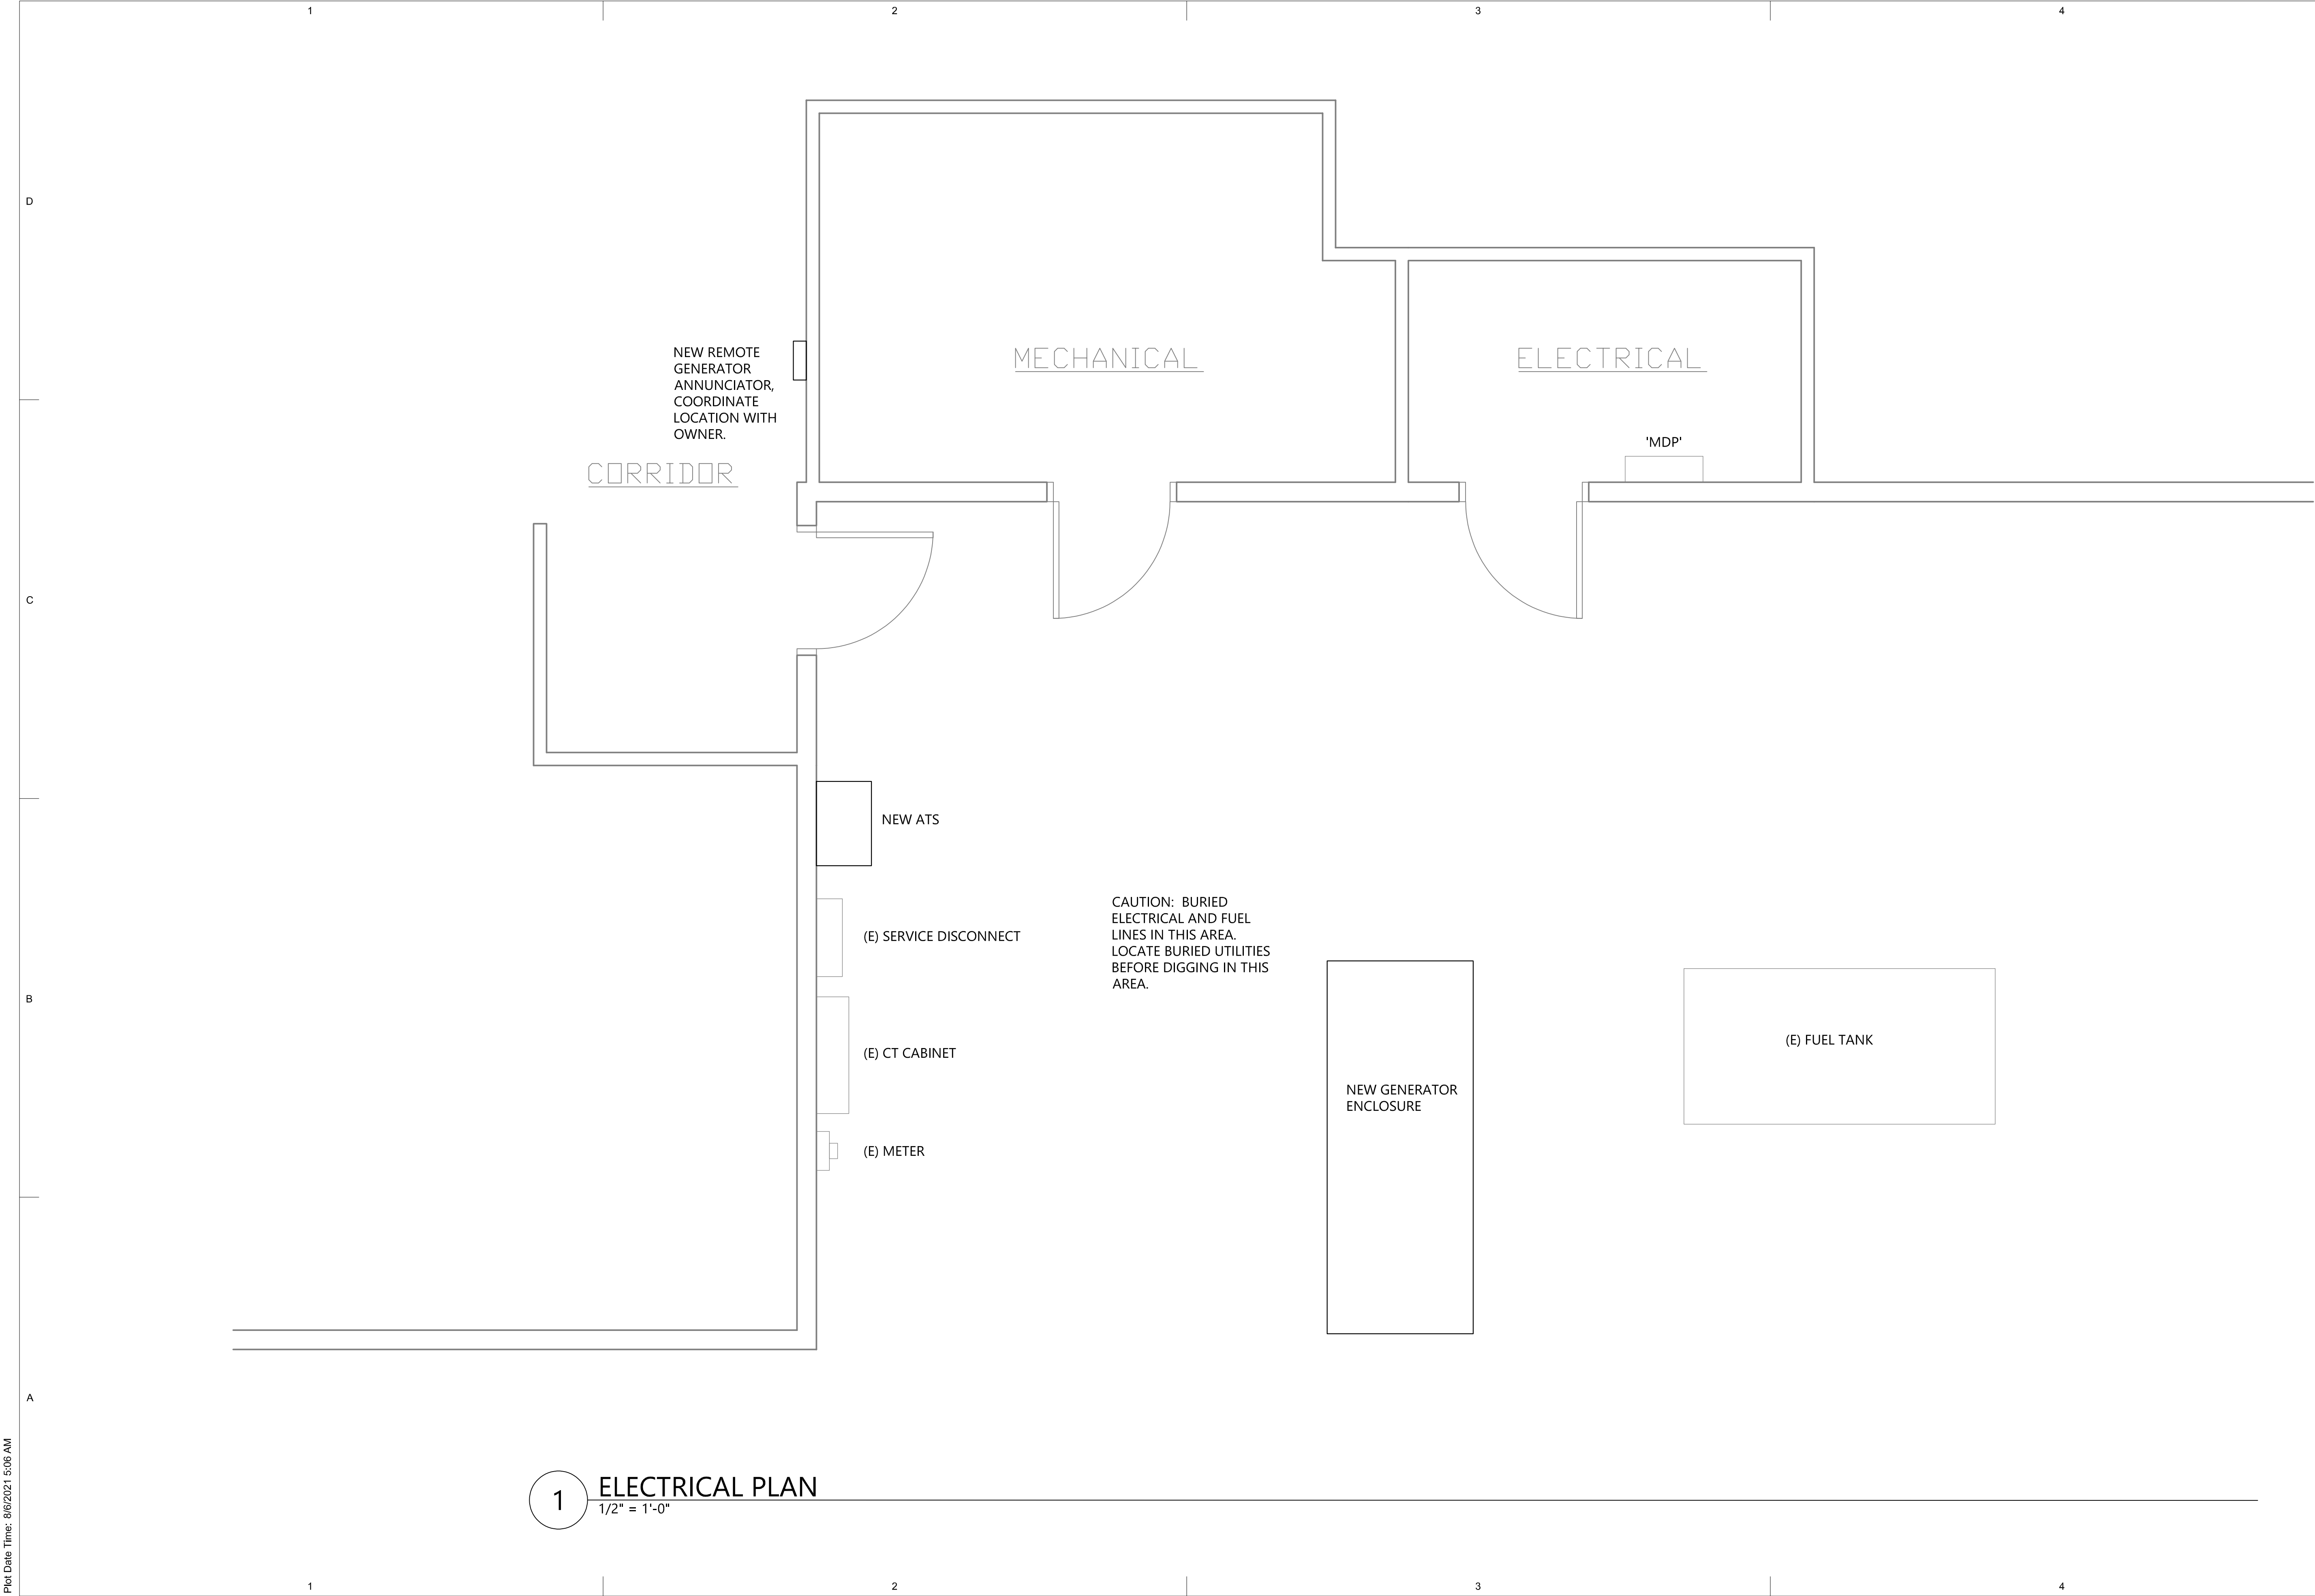 1 2 3 4
D
C
B
A
NEW REMOTE
GENERATOR
ANNUNCIATOR,
COORDINATE
LOCATION WITH
OWNER.
MECHANICAL
ELECTRICAL
'MDP'
CORRIDOR
NEW ATS
(E) SERVICE DISCONNECT
CAUTION:  BURIED
ELECTRICAL AND FUEL
LINES IN THIS AREA.
LOCATE BURIED UTILITIES
BEFORE DIGGING IN THIS
AREA.
(E) CT CABINET
(E) FUEL TANK
NEW GENERATOR
ENCLOSURE
(E) METER
1
ELECTRICAL PLAN
1/2" = 1'-0"
Plot Date Time:  8/6/2021 5:06 AM
1 2 3 4